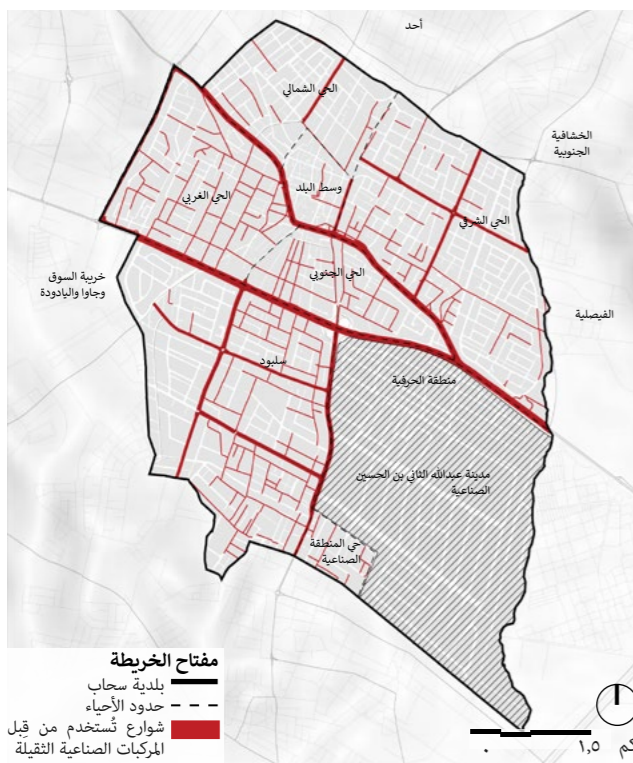 أحد
الحي الشمالي
الخشافية
الجنوبية
وسط البلد
الحي الغربي
الحي الشرقي
الحي الجنوبي
خريبة السوق
وجاوا واليادودة
الفيصلية
سلبود
منطقة الحرفية
مدينة عبدالله الثاني بن الحسين
الصناعية
حي المنطقة
الصناعية
مفتاح الخريطة
بلدية سحاب
حدود الأحياء
شوارع تُستخدم من قِبل
المركبات الصناعية الثقيلة
٠ ١,٥ كم